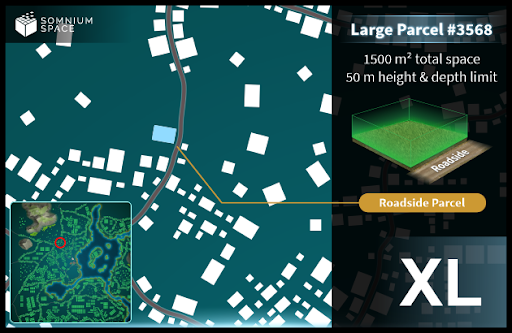 SOMNIUM
SPACE
Large Parcel #3568
1500 m² total space
50 m height & depth limit
Roadside
Roadside Parcel
XL